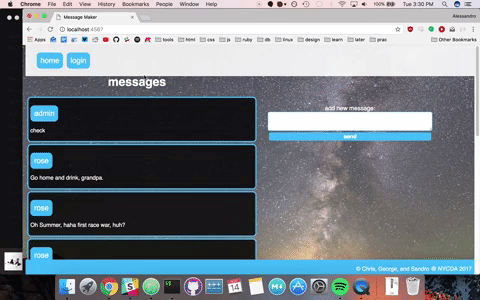 Chrome File Edit View History Bookmarks People Window Help 100% Tue 3:30 PM
Message Maker Alessandro
localhost:4567
Apps tools html css js ruby db linux design learn later prac Other Bookmarks
home login
messages
add new message:
send
admin
check
rose
Go home and drink, grandpa.
rose
Oh Summer, haha first race war, huh?
rose
© Chris, George, and Sandro @ NYCDA 2017
14